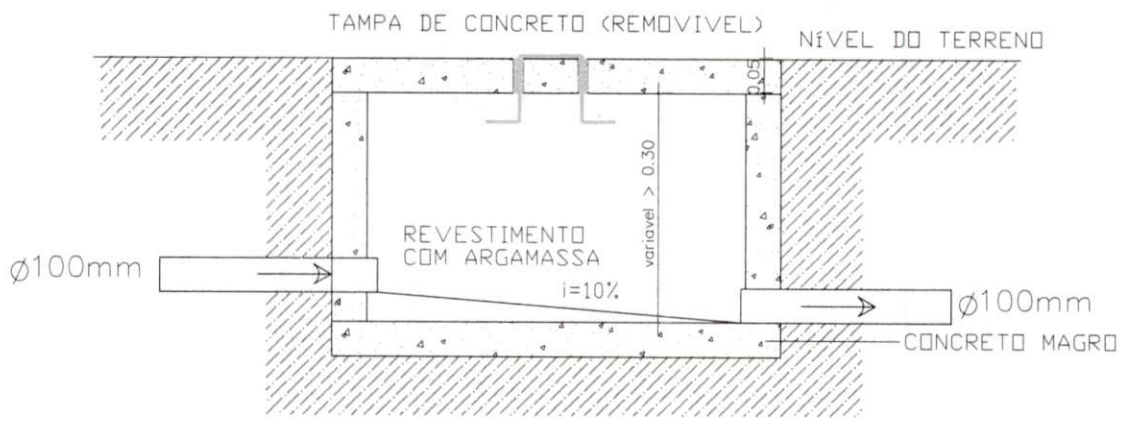 TAMPA DE CONCRETO (REMOVIVEL)
NíVEL DO TERRENO
0,05
variavel > 0.30
REVESTIMENTO
COM ARGAMASSA
i=10%
Ø100mm
Ø100mm
CONCRETO MAGRO